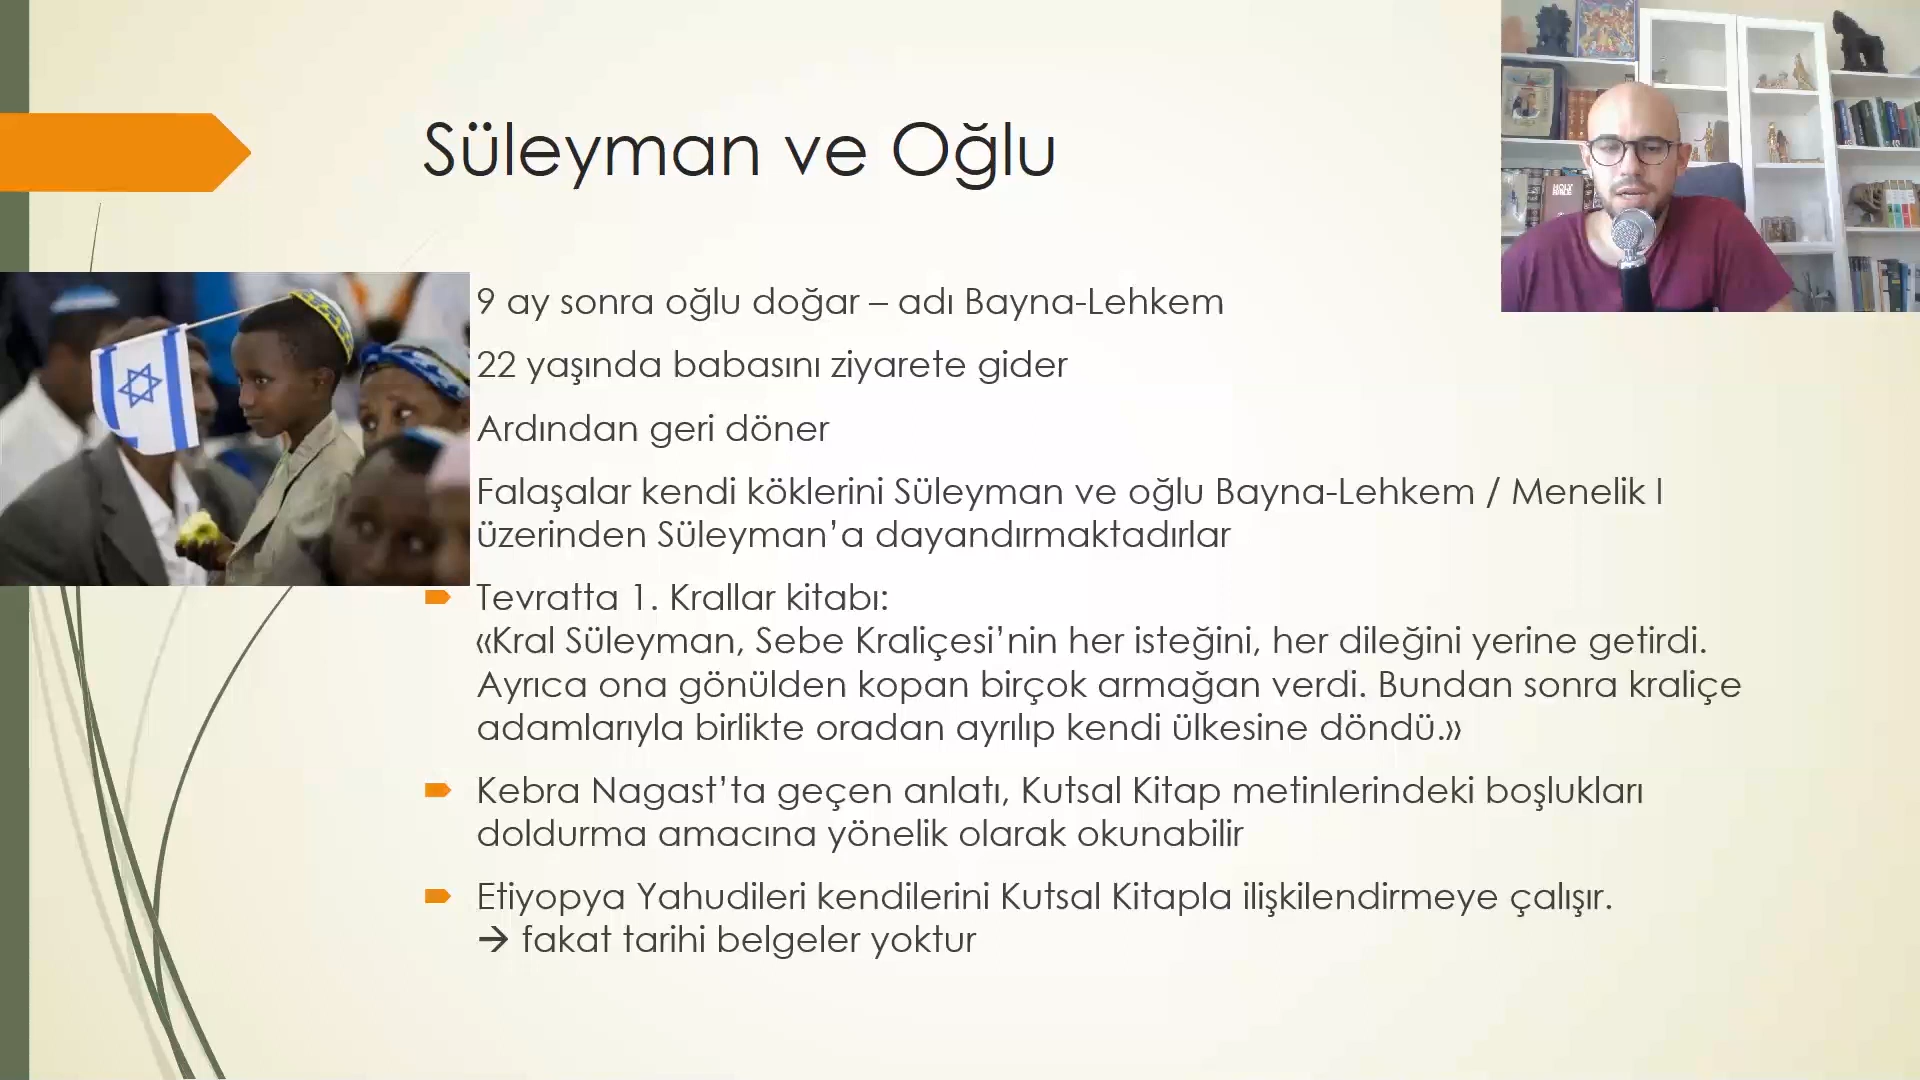 Süleyman ve Oğlu
9 ay sonra oğlu doğar – adı Bayna-Lehkem
22 yaşında babasını ziyarete gider
Ardından geri döner
Falaşalar kendi köklerini Süleyman ve oğlu Bayna-Lehkem / Menelik I
üzerinden Süleyman’a dayandırmaktadırlar
Tevratta 1. Krallar kitabı:
«Kral Süleyman, Sebe Kraliçesi’nin her isteğini, her dileğini yerine getirdi.
Ayrıca ona gönülden kopan birçok armağan verdi. Bundan sonra kraliçe
adamlarıyla birlikte oradan ayrılıp kendi ülkesine döndü.»
Kebra Nagast’ta geçen anlatı, Kutsal Kitap metinlerindeki boşlukları
doldurma amacına yönelik olarak okunabilir
Etiyopya Yahudileri kendilerini Kutsal Kitapla ilişkilendirmeye çalışır.
→ fakat tarihi belgeler yoktur
HOLY
BIBLE